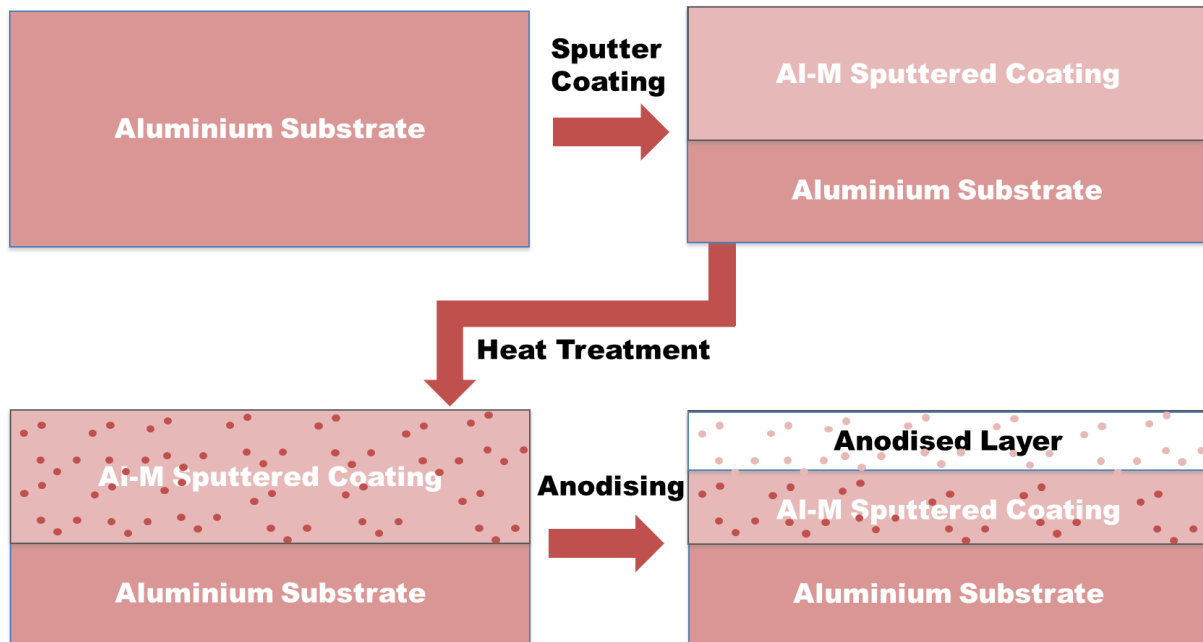 Aluminium Substrate
Sputter
Coating
Al-M Sputtered Coating
Aluminium Substrate
Heat Treatment
Al-M Sputtered Coating
Aluminium Substrate
Anodising
Anodised Layer
Al-M Sputtered Coating
Aluminium Substrate